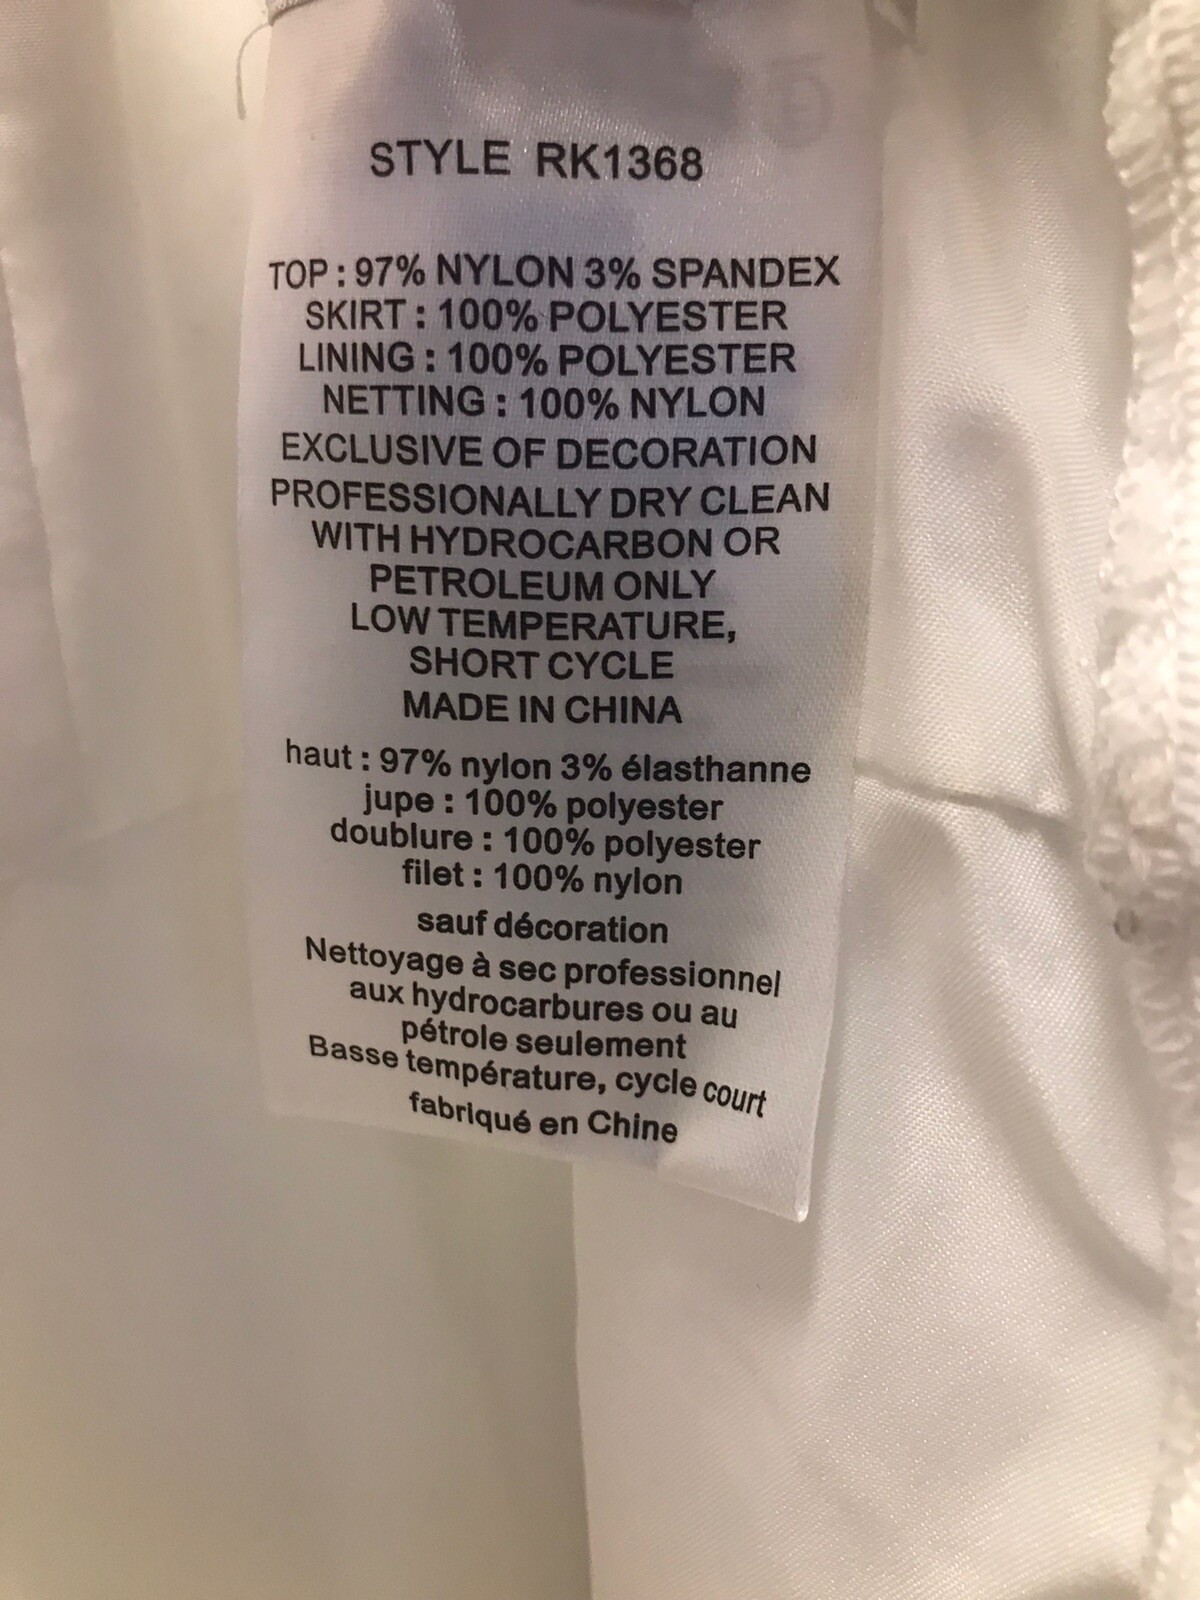 STYLE RK1368
TOP : 97% NYLON 3% SPANDEX
SKIRT : 100% POLYESTER
LINING : 100% POLYESTER
NETTING : 100% NYLON
EXCLUSIVE OF DECORATION
PROFESSIONALLY DRY CLEAN
WITH HYDROCARBON OR
PETROLEUM ONLY
LOW TEMPERATURE,
SHORT CYCLE
MADE IN CHINA
haut : 97% nylon 3% élasthanne
jupe : 100% polyester
doublure : 100% polyester
filet : 100% nylon
sauf décoration
Nettoyage à sec professionnel
aux hydrocarbures ou au
pétrole seulement
Basse température, cycle court
fabriqué en Chine